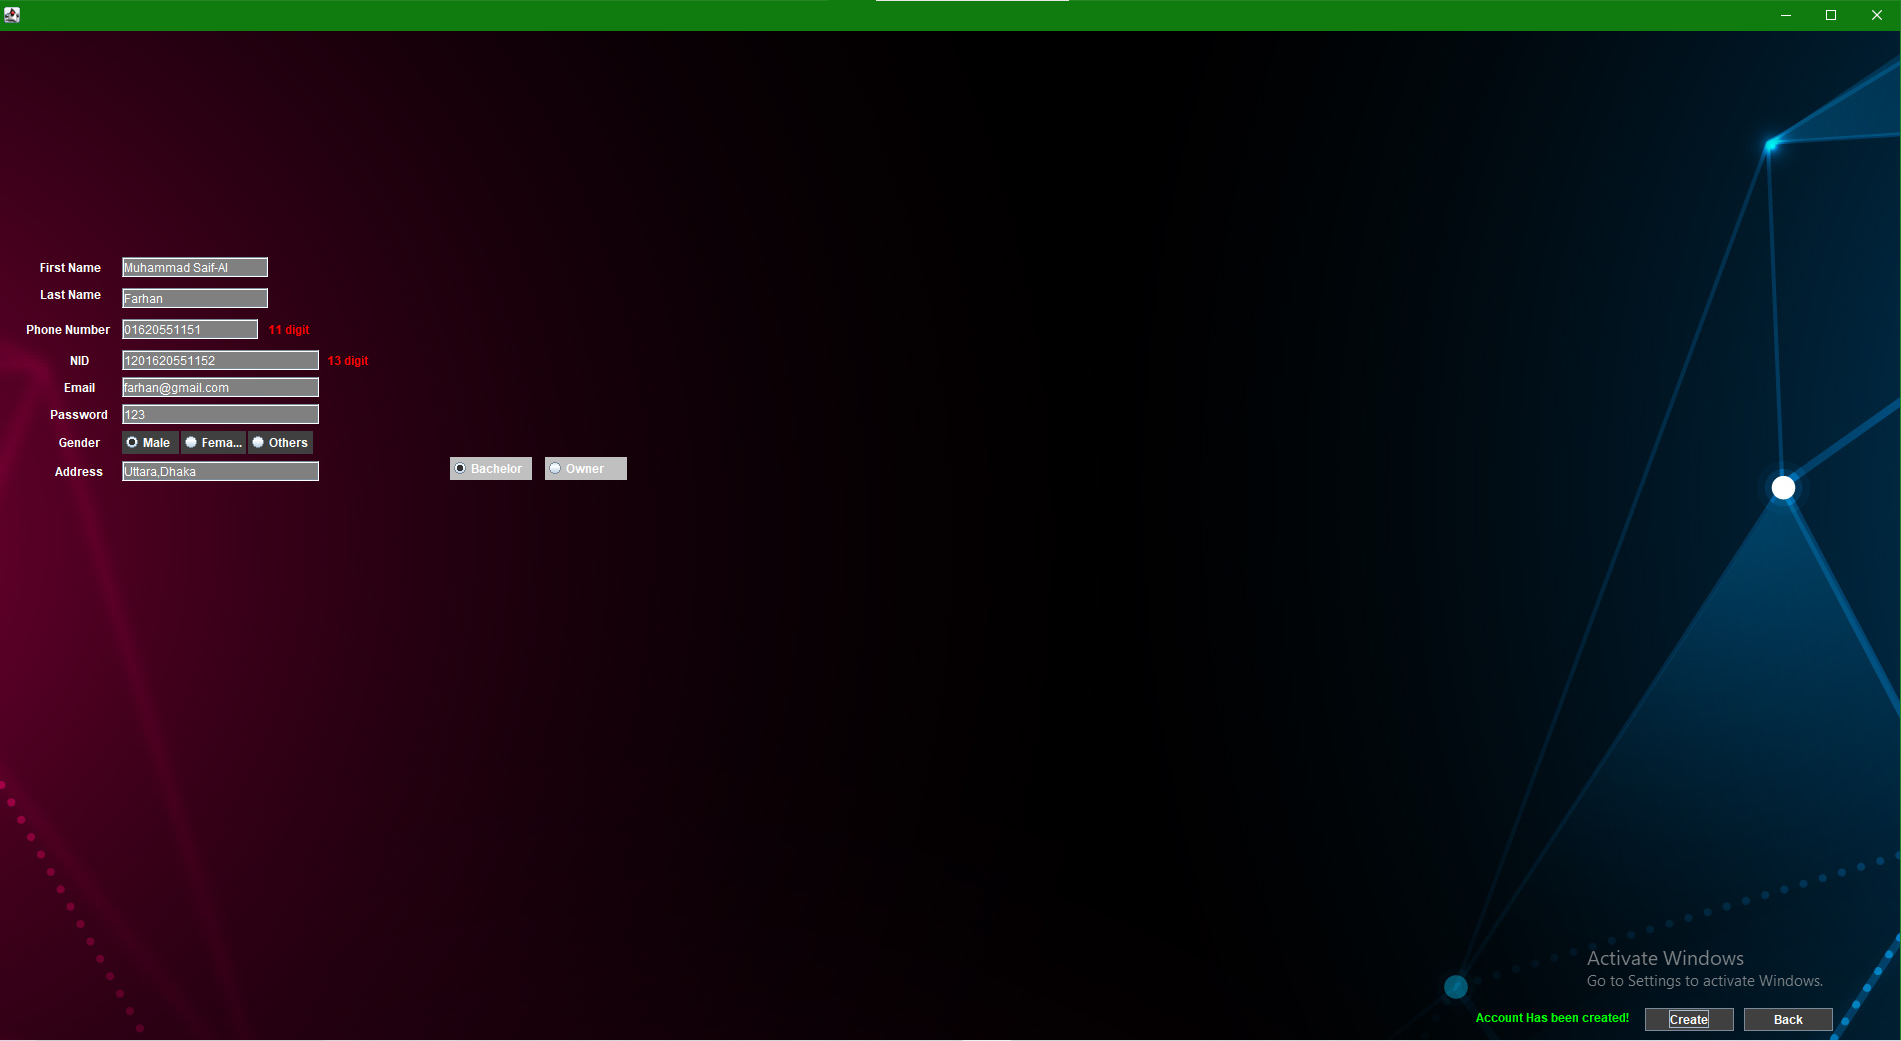 First Name Muhammad Saif-Al
Last Name Farhan
Phone Number 01620551151 11 digit
NID 1201620551152 13 digit
Email farhan@gmail.com
Password 123
Gender Male Fema... Others
Address Uttara,Dhaka Bachelor Owner
Activate Windows
Go to Settings to activate Windows.
Account Has been created! Create Back